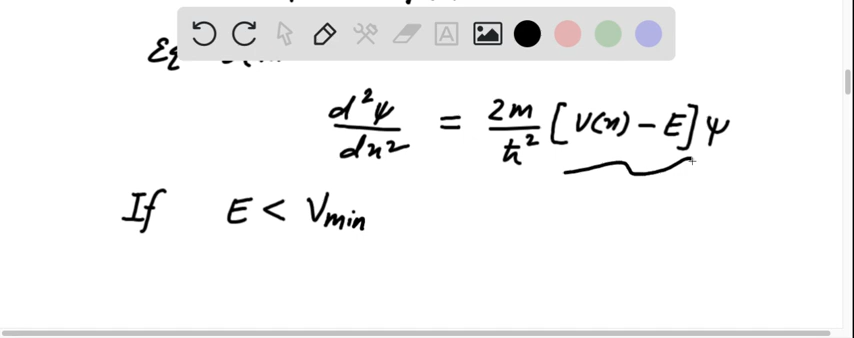 d²ψ/dx² = 2m/ħ² [V(x) – E] ψ
If E < Vmin